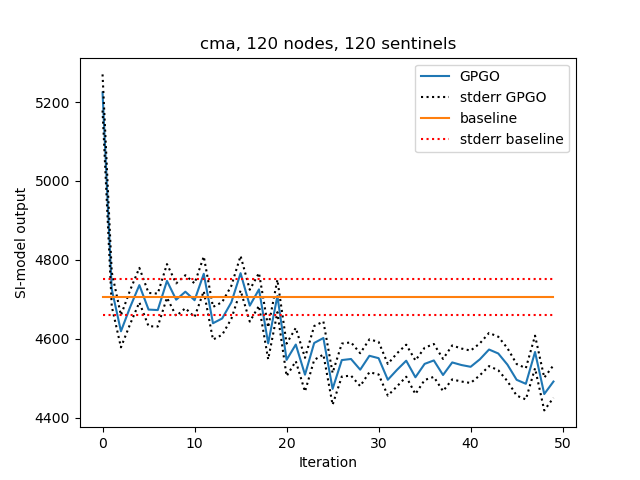 cma, 120 nodes, 120 sentinels
GPGO
stderr GPGO
baseline
stderr baseline
SI-model output
5200
5000
4800
4600
4400
0 10 20 30 40 50
Iteration